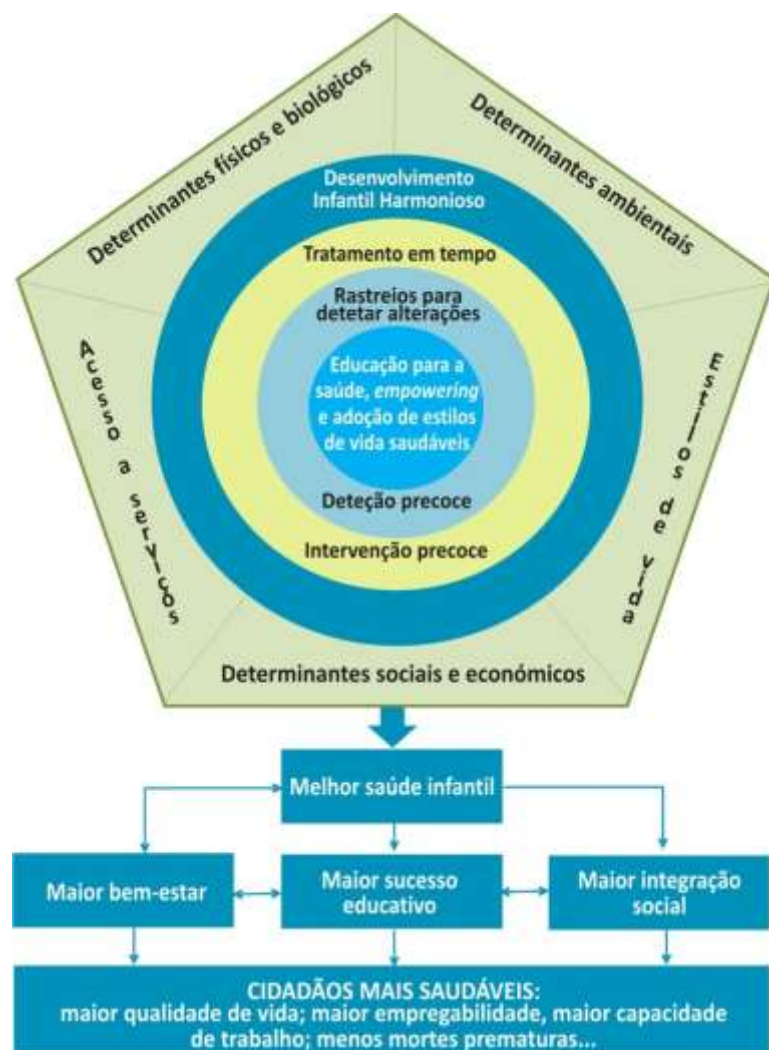 Determinantes físicos e biológicos
Determinantes ambientais
Desenvolvimento
Infantil Harmonioso
Tratamento em tempo
Rastreios para
detetar alterações
Educação para a
saúde, empowering
e adoção de estilos
de vida saudáveis
Deteção precoce
Intervenção precoce
Acesso a serviços
Estilos de vida
Determinantes sociais e económicos
Melhor saúde infantil
Maior bem-estar
Maior sucesso
educativo
Maior integração
social
CIDADÃOS MAIS SAUDÁVEIS:
maior qualidade de vida; maior empregabilidade, maior capacidade
de trabalho; menos mortes prematuras...